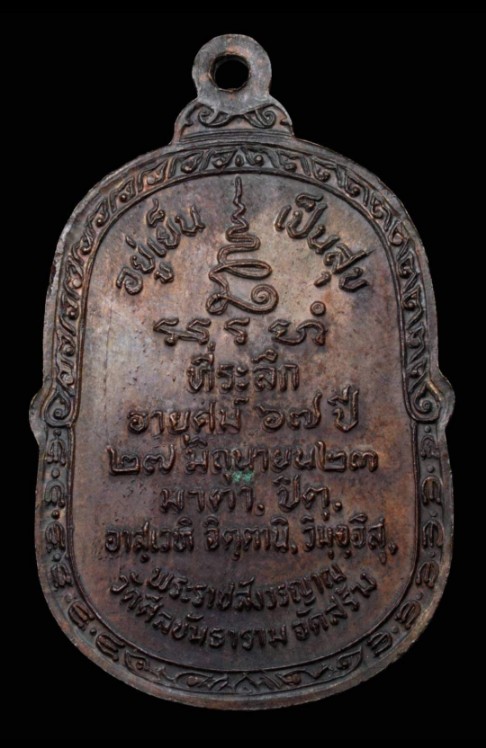 อยู่เย็น เป็นสุข
ที่ระลึก
อายุครบ ๖๗ ปี
๒๗ มิถุนายน ๒๓
มาตา. ปิตุ.
อาสุเวหิ จิตฺตานิ, วิมุจฺจึสุ.
พระราชสังวรญาณ
วัดศีลขันธาราม จัดสร้าง